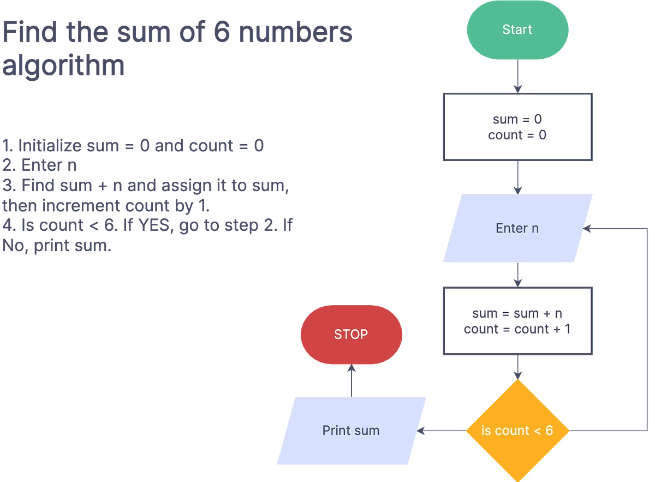 Find the sum of 6 numbers
algorithm
1. Initialize sum = 0 and count = 0
2. Enter n
3. Find sum + n and assign it to sum,
then increment count by 1.
4. Is count < 6. If YES, go to step 2. If
No, print sum.
Start
sum = 0
count = 0
Enter n
sum = sum + n
count = count + 1
is count < 6
Print sum
STOP